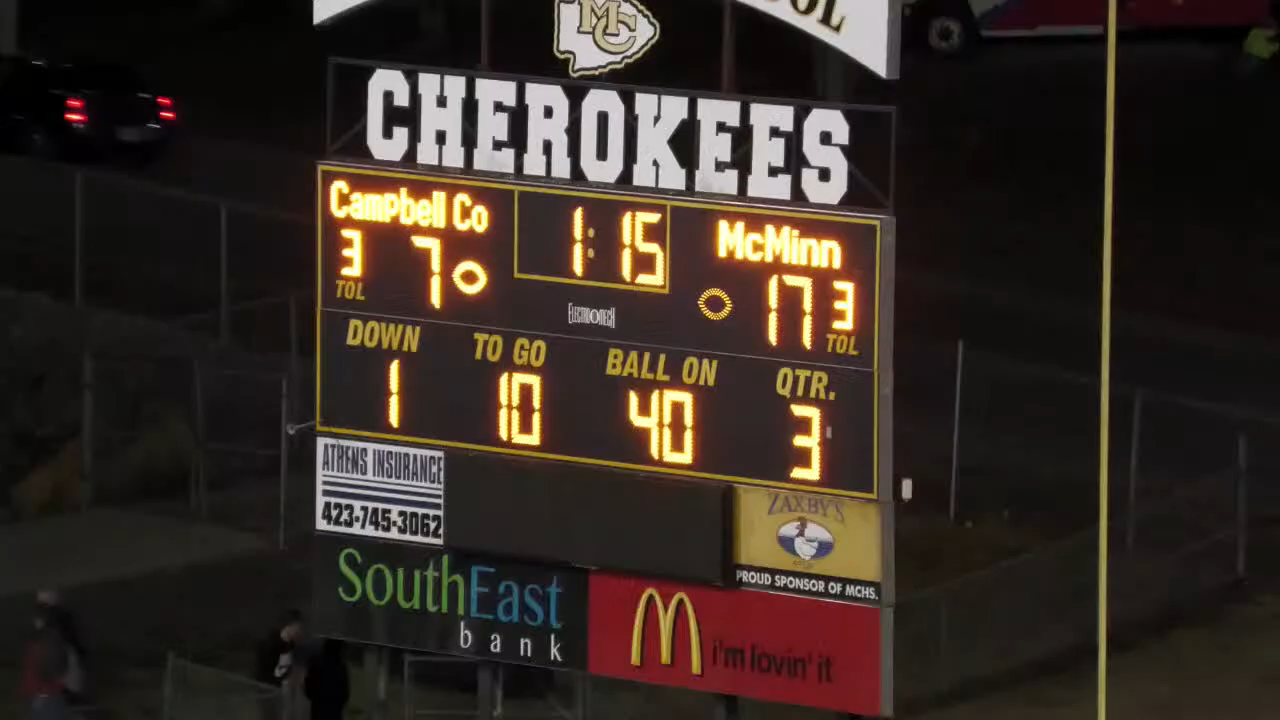 OOL
MC
CHEROKEES
Campbell Co
1:15
McMinn
3
7
17
3
TOL
ELECTRO-MECH
TOL
DOWN
TO GO
BALL ON
QTR.
1
10
40
3
ATHENS INSURANCE
423-745-3062
ZAXBY'S
PROUD SPONSOR OF MCHS.
SouthEast
bank
i'm lovin' it